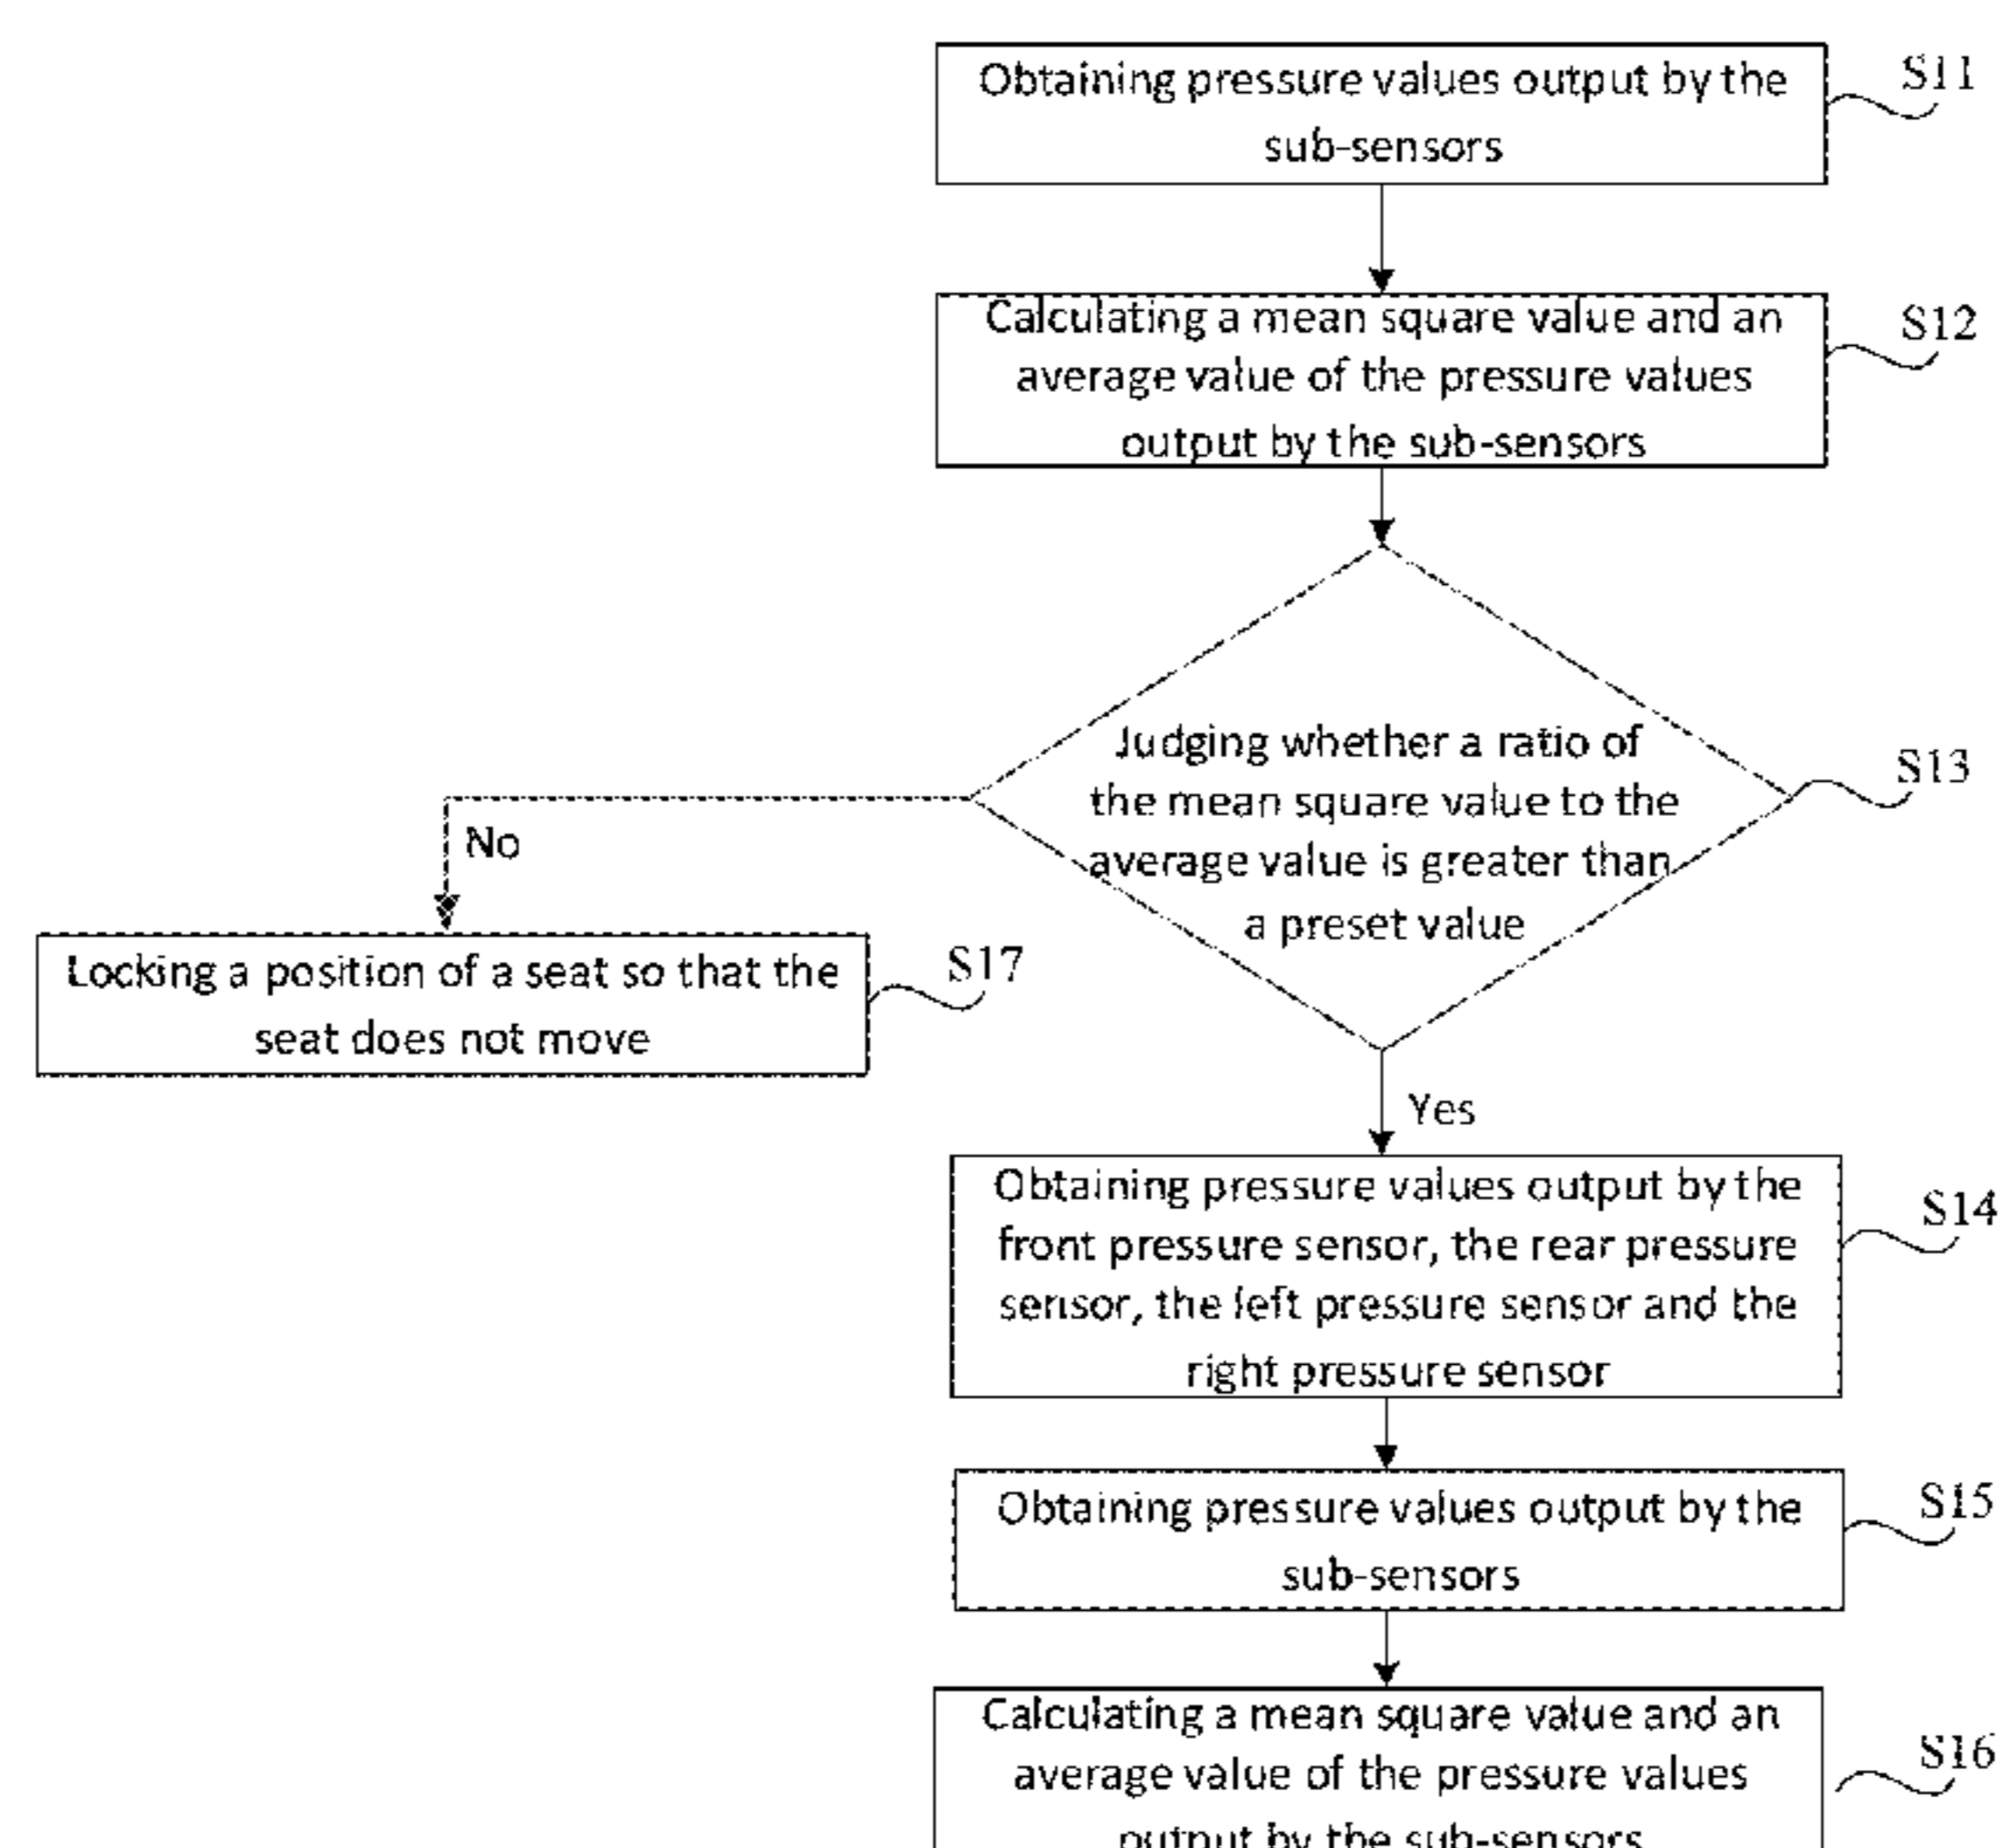 Obtaining pressure values output by the
sub-sensors
S11
Calculating a mean square value and an
average value of the pressure values
output by the sub-sensors
S12
Judging whether a ratio of
the mean square value to the
average value is greater than
a preset value
S13
No
Locking a position of a seat so that the
seat does not move
S17
Yes
Obtaining pressure values output by the
front pressure sensor, the rear pressure
sensor, the left pressure sensor and the
right pressure sensor
S14
Obtaining pressure values output by the
sub-sensors
S15
Calculating a mean square value and an
average value of the pressure values
output by the sub-sensors
S16